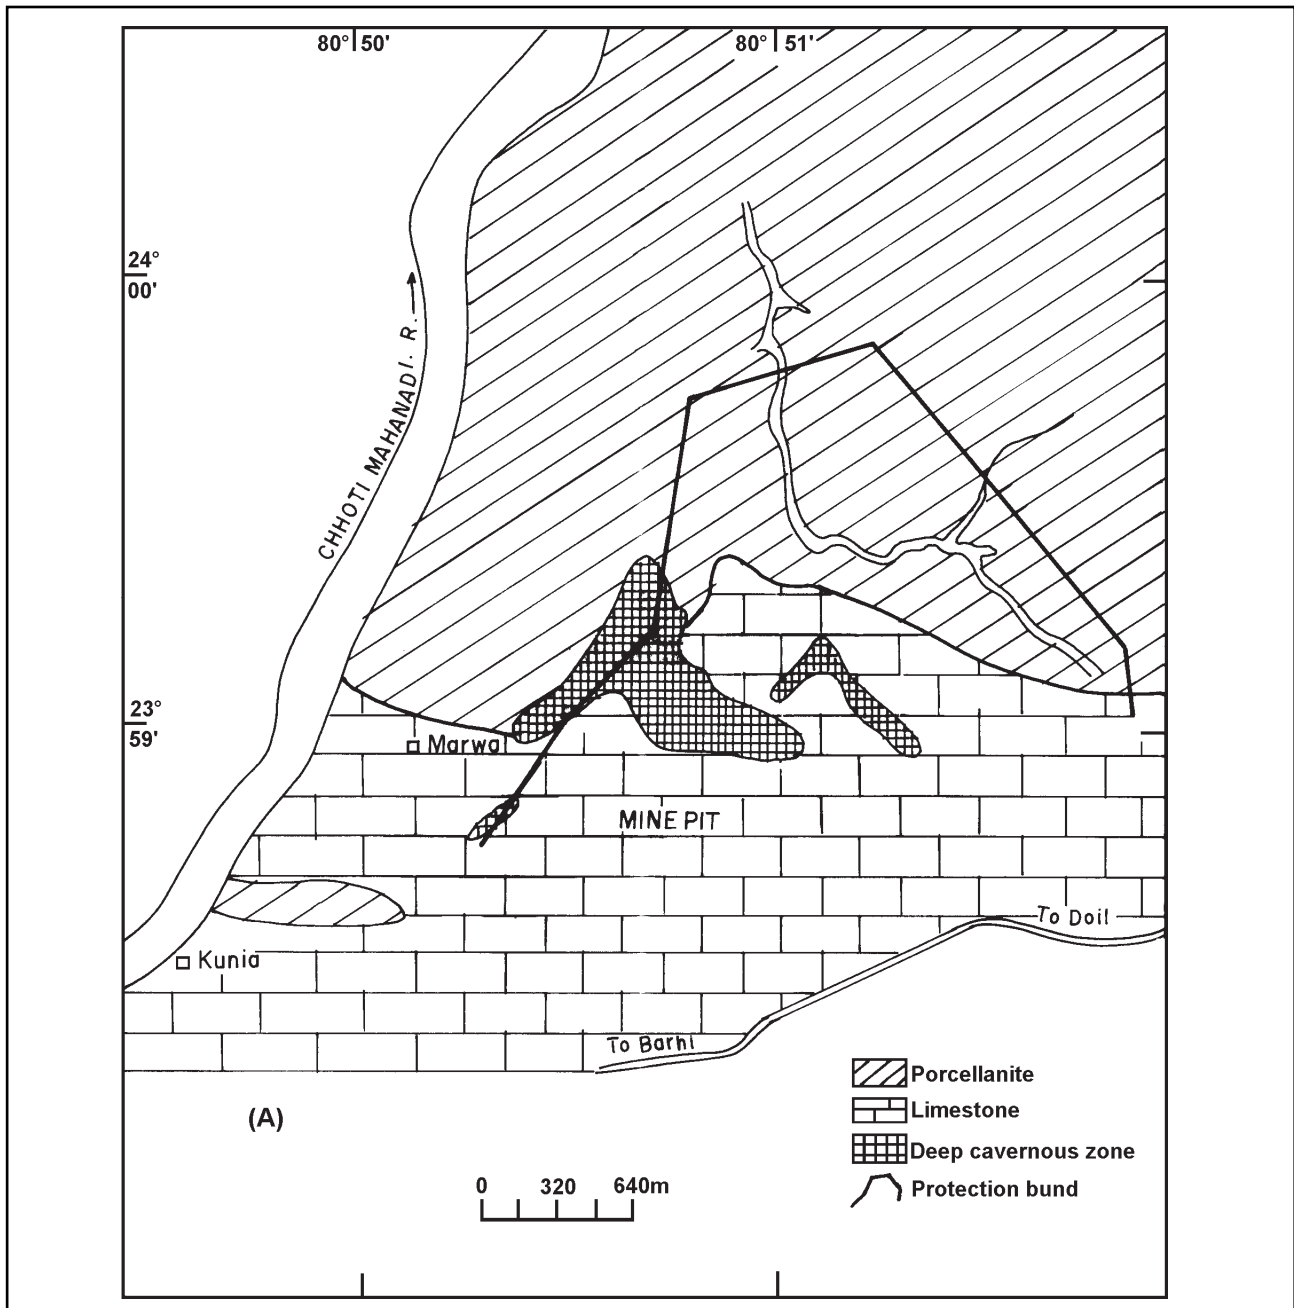 80° 50'
80° 51'
24°
00'
CHHOTI MAHANADI. R.
23°
59'
Marwa
MINE PIT
To Doil
Kunia
To Barhi
Porcellanite
Limestone
(A)
Deep cavernous zone
0 320 640m
Protection bund